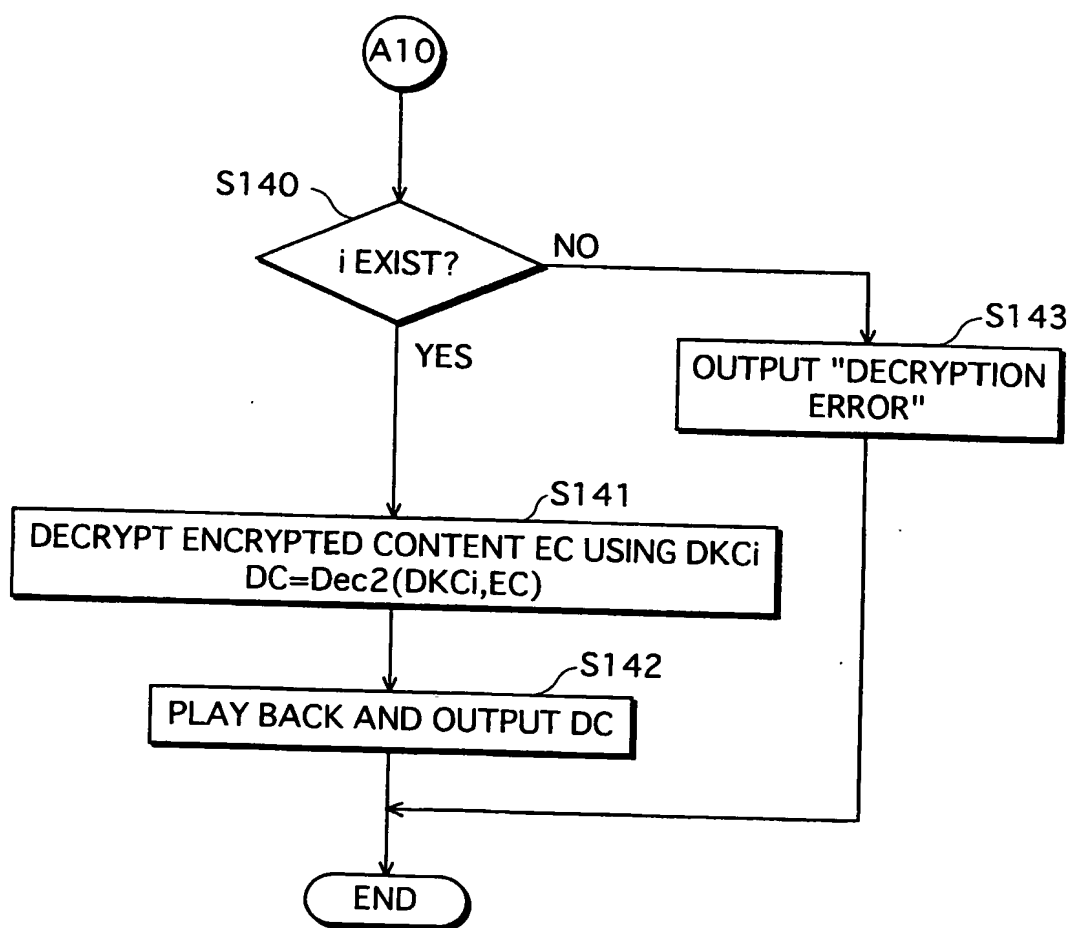 A10
S140
i EXIST?
NO
YES
S143
OUTPUT "DECRYPTION
ERROR"
S141
DECRYPT ENCRYPTED CONTENT EC USING DKCi
DC=Dec2(DKCi,EC)
S142
PLAY BACK AND OUTPUT DC
END